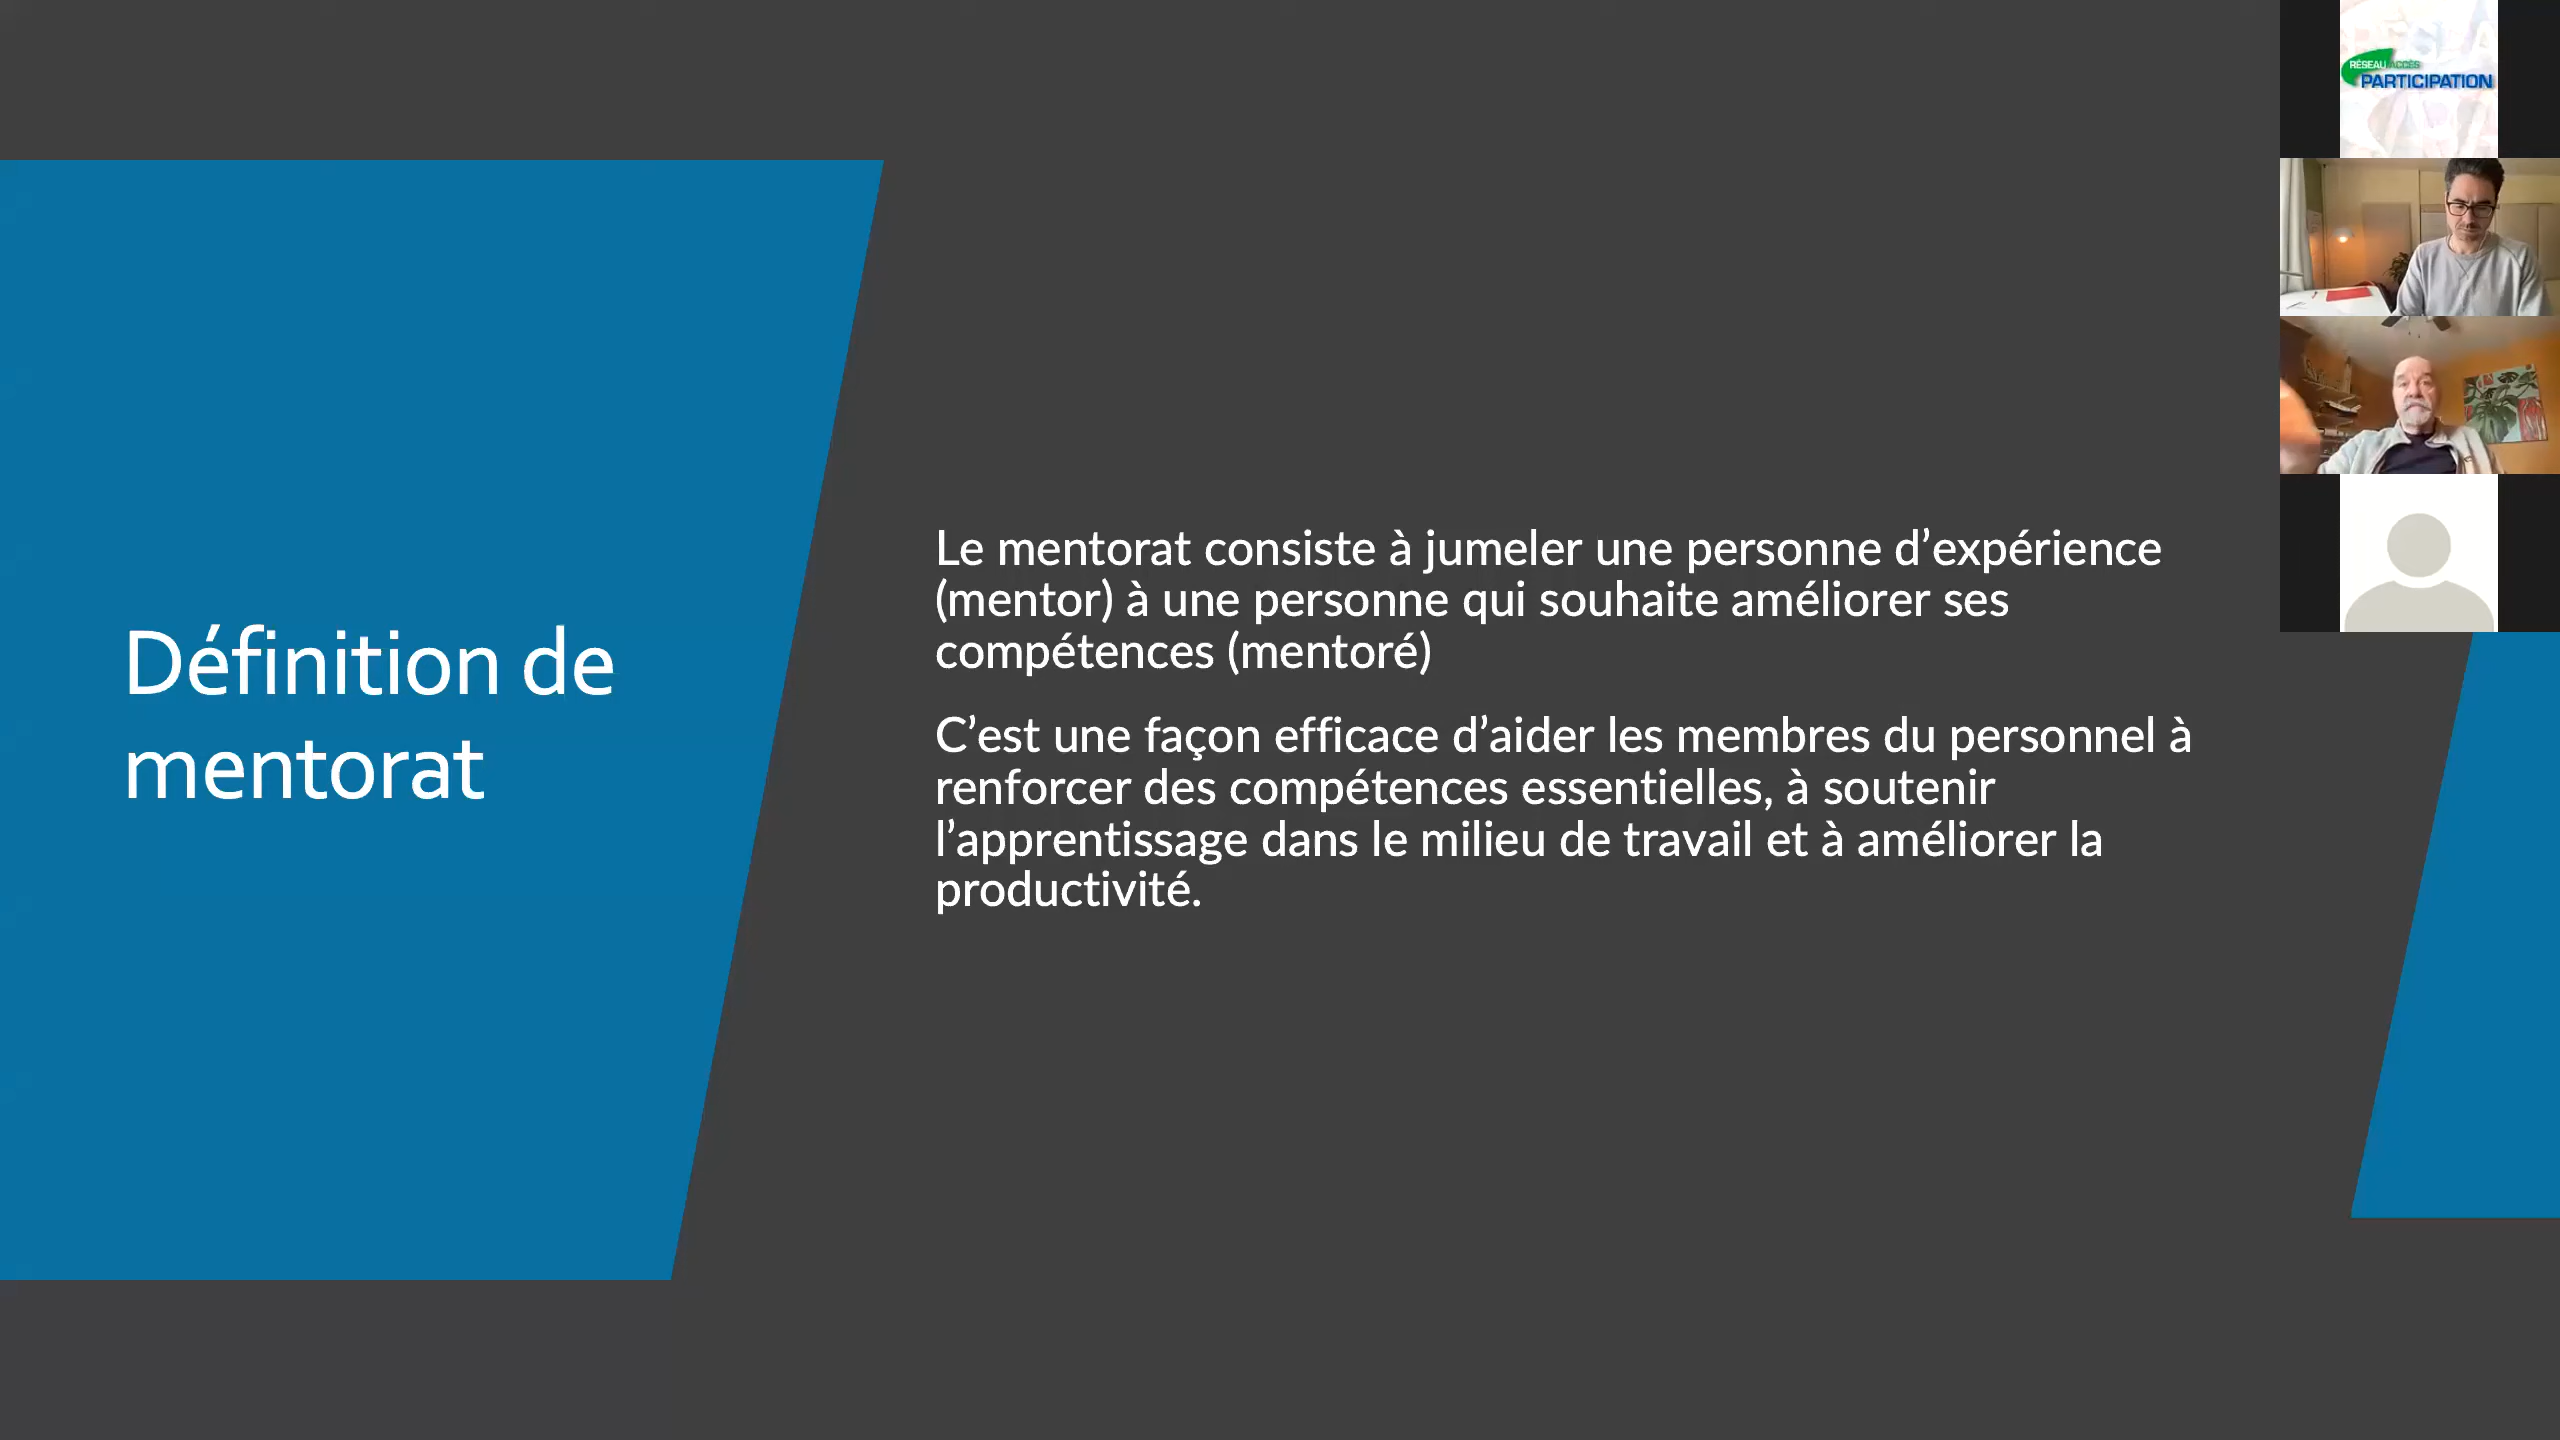 Définition de
mentorat
Le mentorat consiste à jumeler une personne d’expérience
(mentor) à une personne qui souhaite améliorer ses
compétences (mentoré)
C’est une façon efficace d’aider les membres du personnel à
renforcer des compétences essentielles, à soutenir
l’apprentissage dans le milieu de travail et à améliorer la
productivité.
RÉSEAU ACCÈS
PARTICIPATION